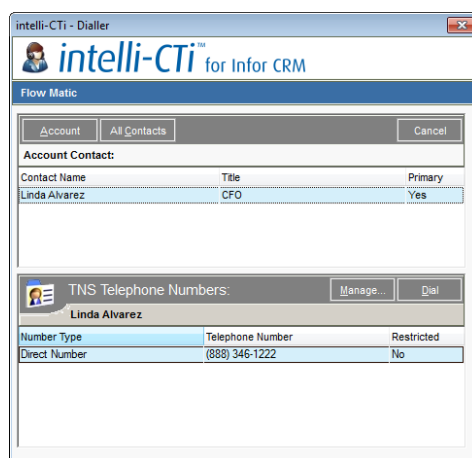 intelli-CTi - Dialler
intelli-CTi™ for Infor CRM
Flow Matic
Account All Contacts Cancel
Account Contact:
Contact Name Title Primary
Linda Alvarez CFO Yes
TNS Telephone Numbers: Manage... Dial
Linda Alvarez
Number Type Telephone Number Restricted
Direct Number (888) 346-1222 No